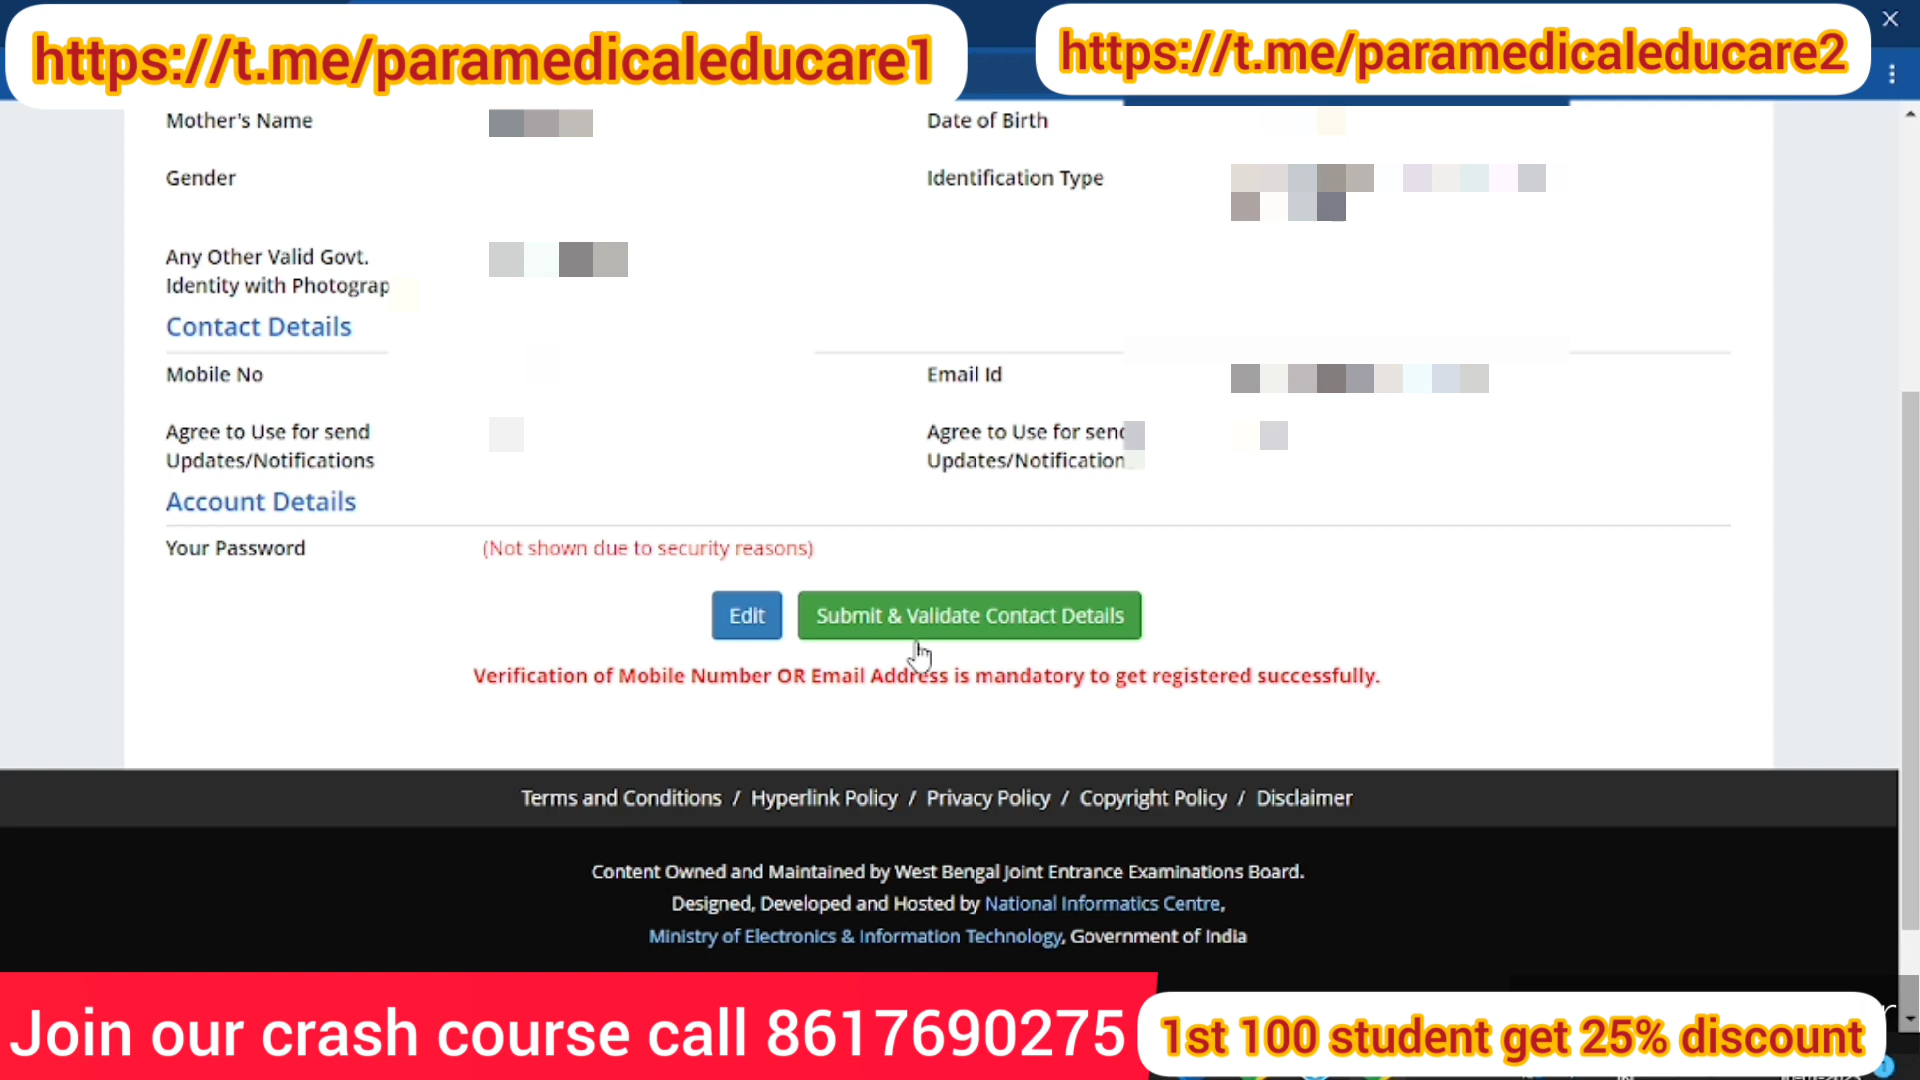 https://t.me/paramedicaleducare1
https://t.me/paramedicaleducare2
Mother's Name
Date of Birth
Gender
Identification Type
Any Other Valid Govt.
Identity with Photograp
Contact Details
Mobile No
Email Id
Agree to Use for send
Updates/Notifications
Agree to Use for send
Updates/Notification
Account Details
Your Password
(Not shown due to security reasons)
Edit
Submit & Validate Contact Details
Verification of Mobile Number OR Email Address is mandatory to get registered successfully.
Terms and Conditions / Hyperlink Policy / Privacy Policy / Copyright Policy / Disclaimer
Content Owned and Maintained by West Bengal Joint Entrance Examinations Board.
Designed, Developed and Hosted by National Informatics Centre,
Ministry of Electronics & Information Technology, Government of India
Join our crash course call 8617690275
1st 100 student get 25% discount